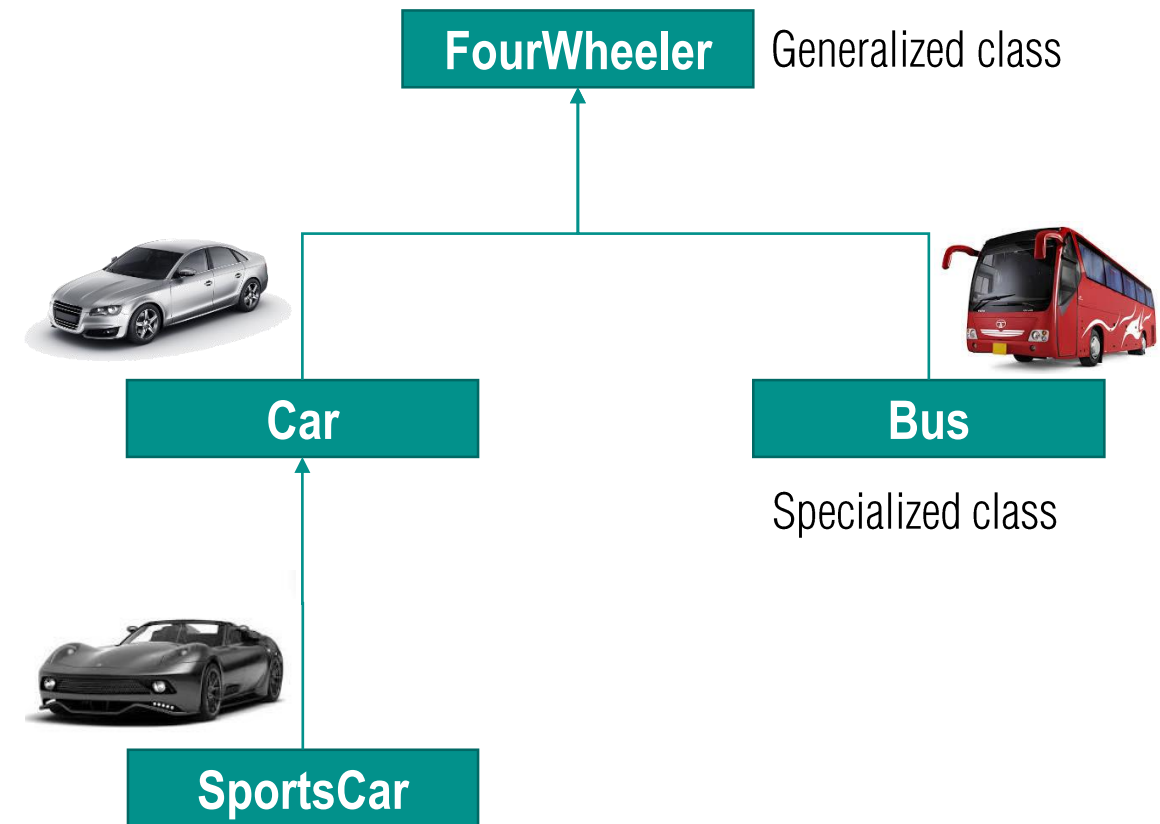 FourWheeler
Generalized class
Car
Bus
Specialized class
SportsCar